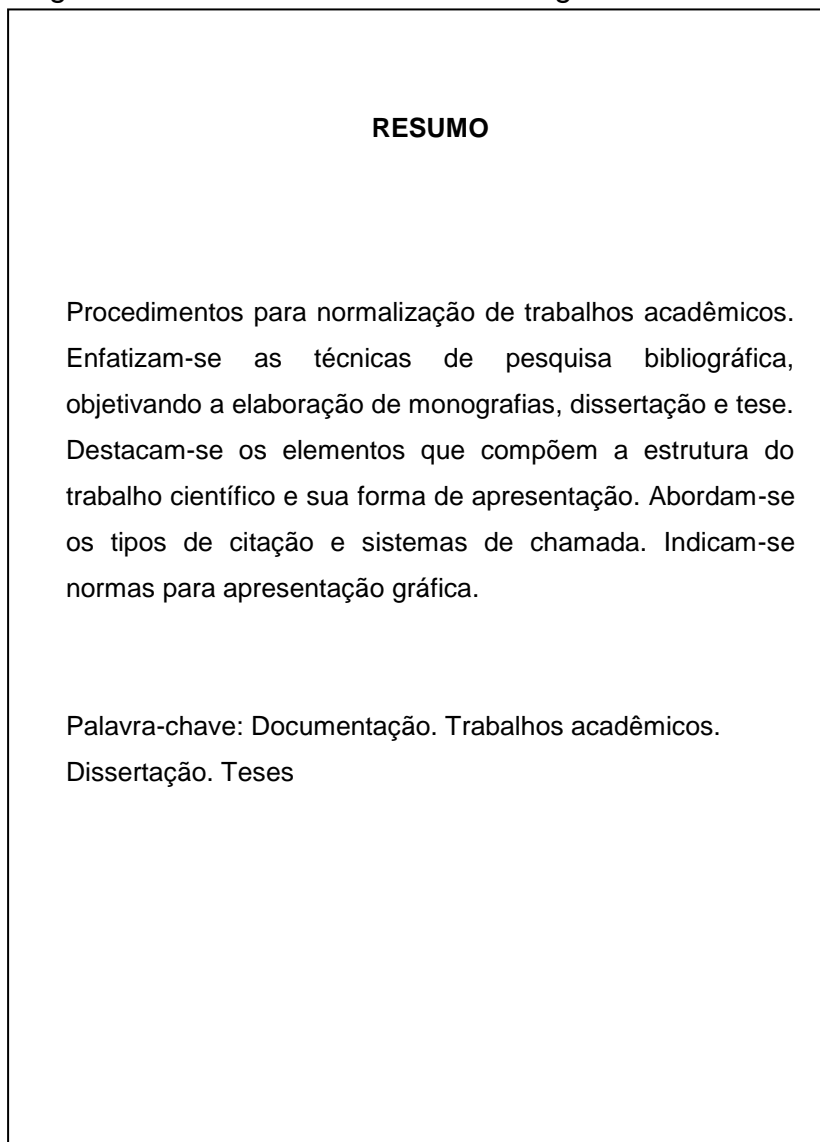 RESUMO
Procedimentos para normalização de trabalhos acadêmicos.
Enfatizam-se as técnicas de pesquisa bibliográfica,
objetivando a elaboração de monografias, dissertação e tese.
Destacam-se os elementos que compõem a estrutura do
trabalho científico e sua forma de apresentação. Abordam-se
os tipos de citação e sistemas de chamada. Indicam-se
normas para apresentação gráfica.
Palavra-chave: Documentação. Trabalhos acadêmicos.
Dissertação. Teses